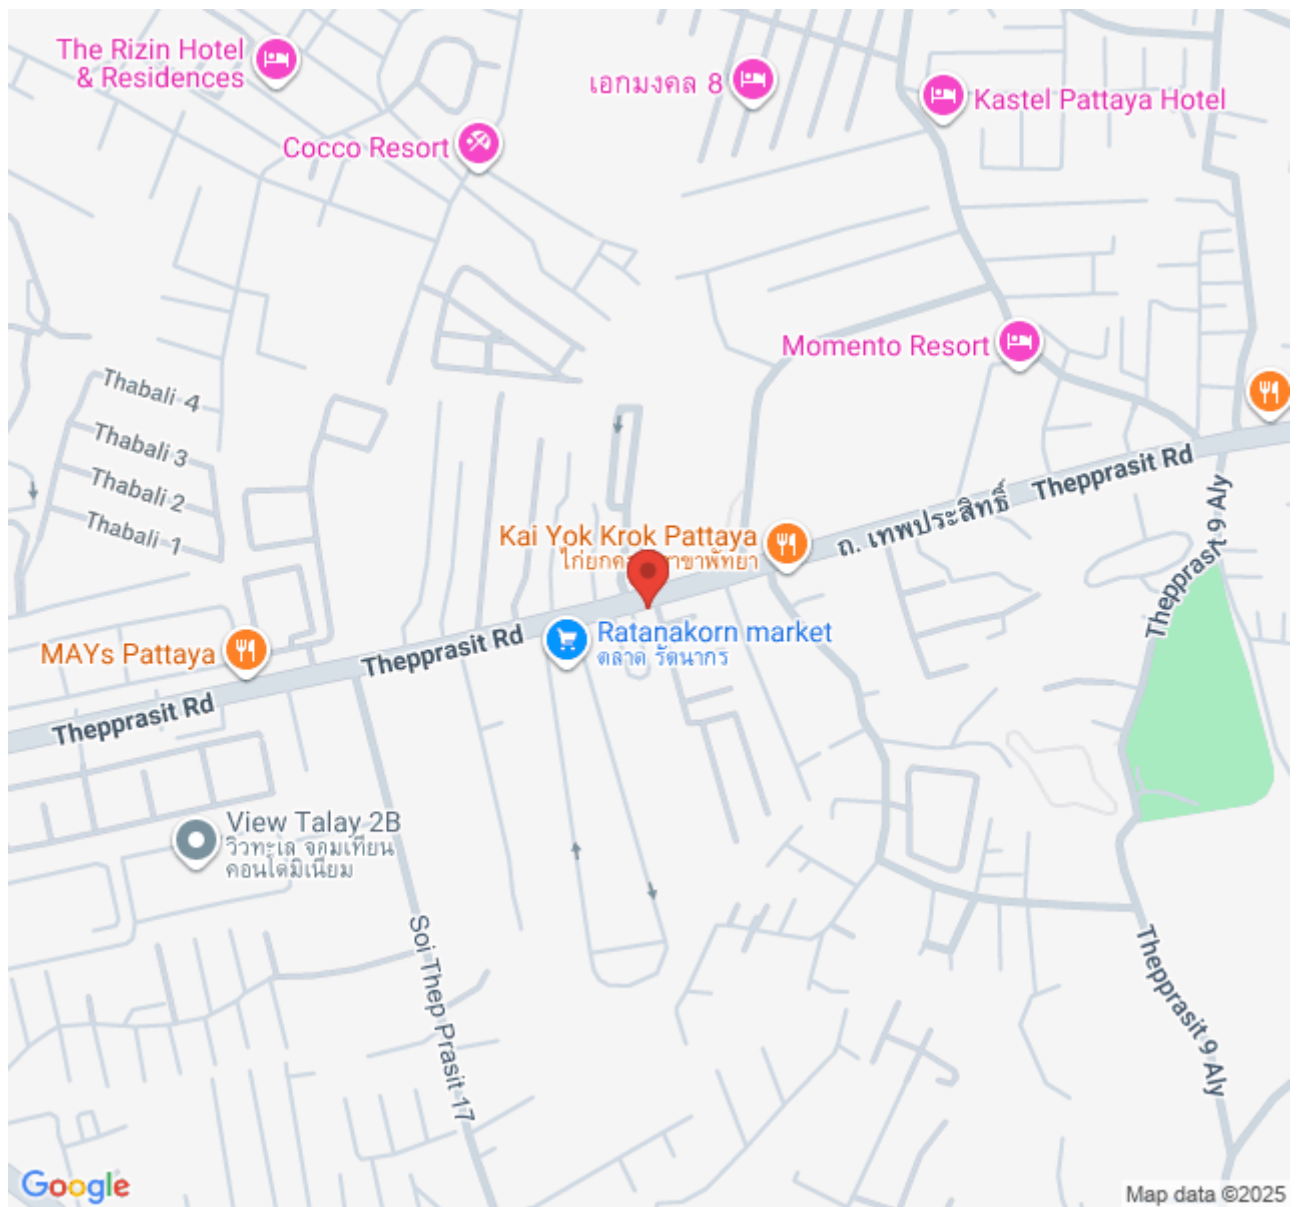 The Rizin Hotel
& Residences
เอกมงคล 8
Kastel Pattaya Hotel
Cocco Resort
Momento Resort
Thabali 4
Thabali 3
Thabali 2
Thabali 1
Thepprasit Rd
ถ. เทพประสิทธิ์
Kai Yok Krok Pattaya
Thepprasit 9 Aly
Ratanakorn market
ตลาด รัตนากร
MAYs Pattaya
Thepprasit Rd
Thepprasit Rd
View Talay 2B
วิวทะเล จอมเทียน
คอนโดมิเนียม
Soi Thep Prasit 17
Thepprasit 9 Aly
Google
Map data ©2025